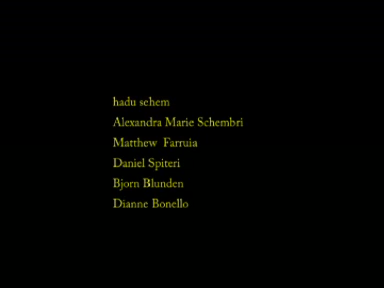 hadu sehem
Alexandra Marie Schembri
Matthew  Farruia
Daniel Spiteri
Bjorn Blunden
Dianne Bonello